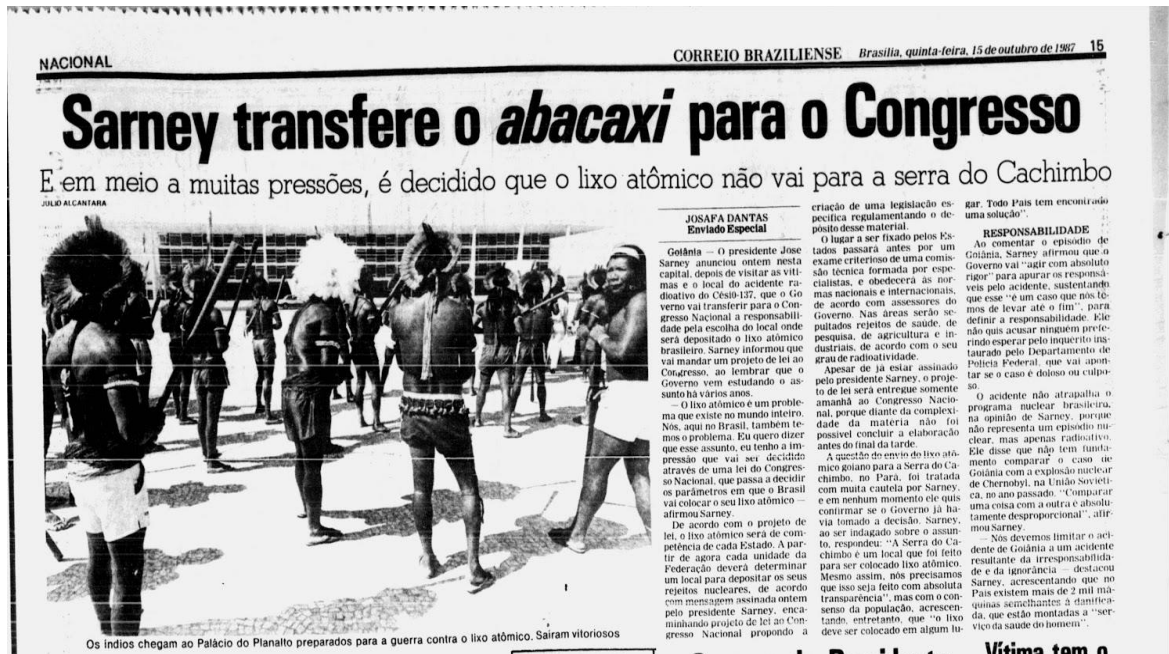 NACIONAL
CORREIO BRAZILIENSE Brasília, quinta-feira, 15 de outubro de 1987 15
Sarney transfere o abacaxi para o Congresso
E em meio a muitas pressões, é decidido que o lixo atômico não vai para a serra do Cachimbo
JULIO ALCANTARA
Os índios chegam ao Palácio do Planalto preparados para a guerra contra o lixo atômico. Sairam vitoriosos
JOSAFA DANTAS
Enviado Especial
Goiânia — O presidente Jose
Sarney anunciou ontem nesta
capital, depois de visitar as víti-
mas e o local do acidente ra-
dioativo do Césio-137, que o Go
verno vai transferir para o Con-
gresso Nacional a responsabili-
dade pela escolha do local onde
será depositado o lixo atômico
brasileiro. Sarney informou que
vai mandar um projeto de lei ao
Congresso, ao lembrar que o
Governo vem estudando o as-
sunto há vários anos.
— O lixo atômico é um proble-
ma que existe no mundo inteiro.
Nós, aqui no Brasil, também te-
mos o problema. Eu quero dizer
que esse assunto, eu tenho a im-
pressão que vai ser decidido
através de uma lei do Congres-
so Nacional, que passa a decidir
os parâmetros em que o Brasil
vai colocar o seu lixo atômico —
afirmou Sarney.
De acordo com o projeto de
lei, o lixo atômico será de com-
petência de cada Estado. A par-
tir de agora cada unidade da
Federação deverá determinar
um local para depositar os seus
rejeitos nucleares, de acordo
com mensagem assinada ontem
pelo presidente Sarney, enca-
minhando projeto de lei ao Con-
gresso Nacional propondo a
criação de uma legislação es-
pecífica regulamentando o de-
pósito desse material.
O lugar a ser fixado pelos Es-
tados passará antes por um
exame criterioso de uma comis-
são técnica formada por espe-
cialistas, e obedecerá às nor-
mas nacionais e internacionais,
de acordo com assessores do
Governo. Nas áreas serão se-
pultados rejeitos de saúde, de
pesquisa, de agricultura e in-
dustriais, de acordo com o seu
grau de radioatividade.
Apesar de já estar assinado
pelo presidente Sarney, o proje-
to de lei será entregue somente
amanhã ao Congresso Nacio-
nal, porque diante da complexi-
dade da matéria não foi
possível concluir a elaboração
antes do final da tarde.
A questão do envio do lixo atô-
mico goiano para a Serra do Ca-
chimbo, no Pará, foi tratada
com muita cautela por Sarney,
e em nenhum momento ele quis
confirmar se o Governo já ha-
via tomado a decisão. Sarney,
ao ser indagado sobre o assun-
to, respondeu: "A Serra do Ca-
chimbo é um local que foi feito
para ser colocado lixo atômico.
Mesmo assim, nós precisamos
que isso seja feito com absoluta
transparência", mas com o con-
senso da população, acrescen-
tando, entretanto, que "o lixo
deve ser colocado em algum lu-
gar. Todo País tem encontrado
uma solução".
RESPONSABILIDADE
Ao comentar o episódio de
Goiânia, Sarney afirmou que o
Governo vai "agir com absoluto
rigor" para apurar os responsá-
veis pelo acidente, sustentando
que esse "é um caso que nós te-
mos de levar até o fim", para
definir a responsabilidade. Ele
não quis acusar ninguém prefe-
rindo esperar pelo inquérito ins-
taurado pelo Departamento de
Polícia Federal, que vai apon-
tar se o caso é doloso ou culpo-
so.
O acidente não atrapalha o
programa nuclear brasileiro,
na opinião de Sarney, porque
não representa um episódio nu-
clear, mas apenas radioativo.
Ele disse que não tem funda-
mento comparar o caso de
Goiânia com a explosão nuclear
de Chernobyl, na União Soviéti-
ca, no ano passado. "Comparar
uma coisa com a outra é absolu-
tamente desproporcional", afir-
mou Sarney.
— Nós devemos limitar o aci-
dente de Goiânia a um acidente
resultante da irresponsabilida-
de e da ignorância — destacou
Sarney, acrescentando que no
País existem mais de 2 mil má-
quinas semelhantes à danifica-
da, que estão montadas a "ser-
viço da saúde do homem".
Vítima tem o